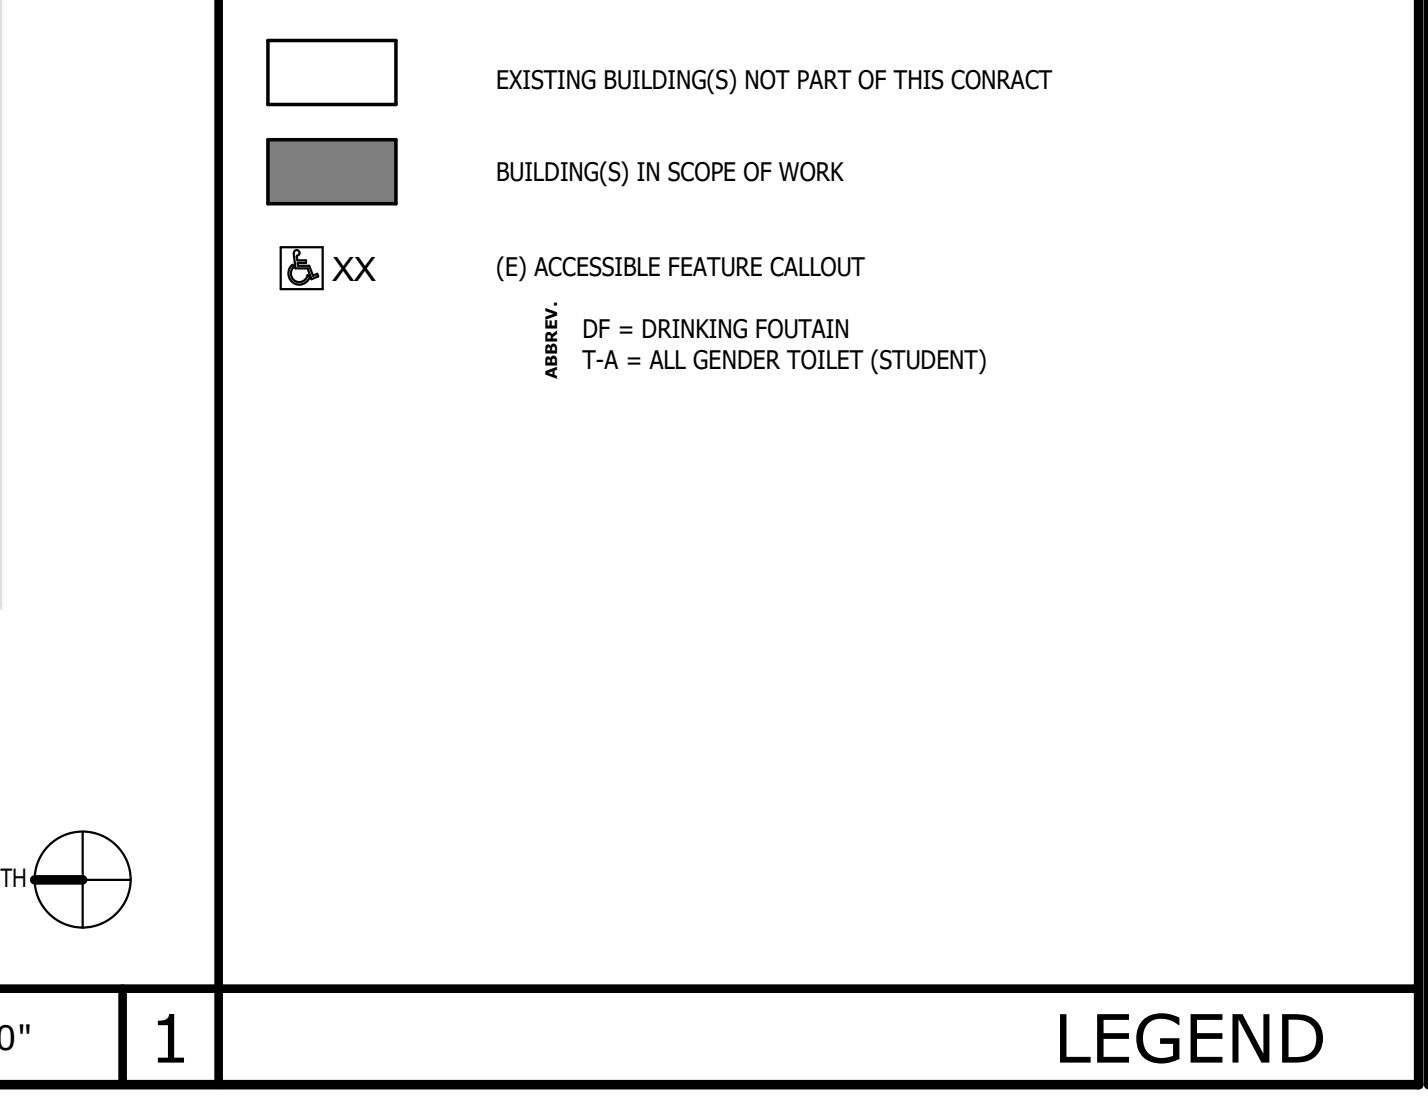 EXISTING BUILDING(S) NOT PART OF THIS CONRACT
BUILDING(S) IN SCOPE OF WORK
XX
(E) ACCESSIBLE FEATURE CALLOUT
ABBREV.
DF = DRINKING FOUTAIN
T-A = ALL GENDER TOILET (STUDENT)
TH
0"
1
LEGEND